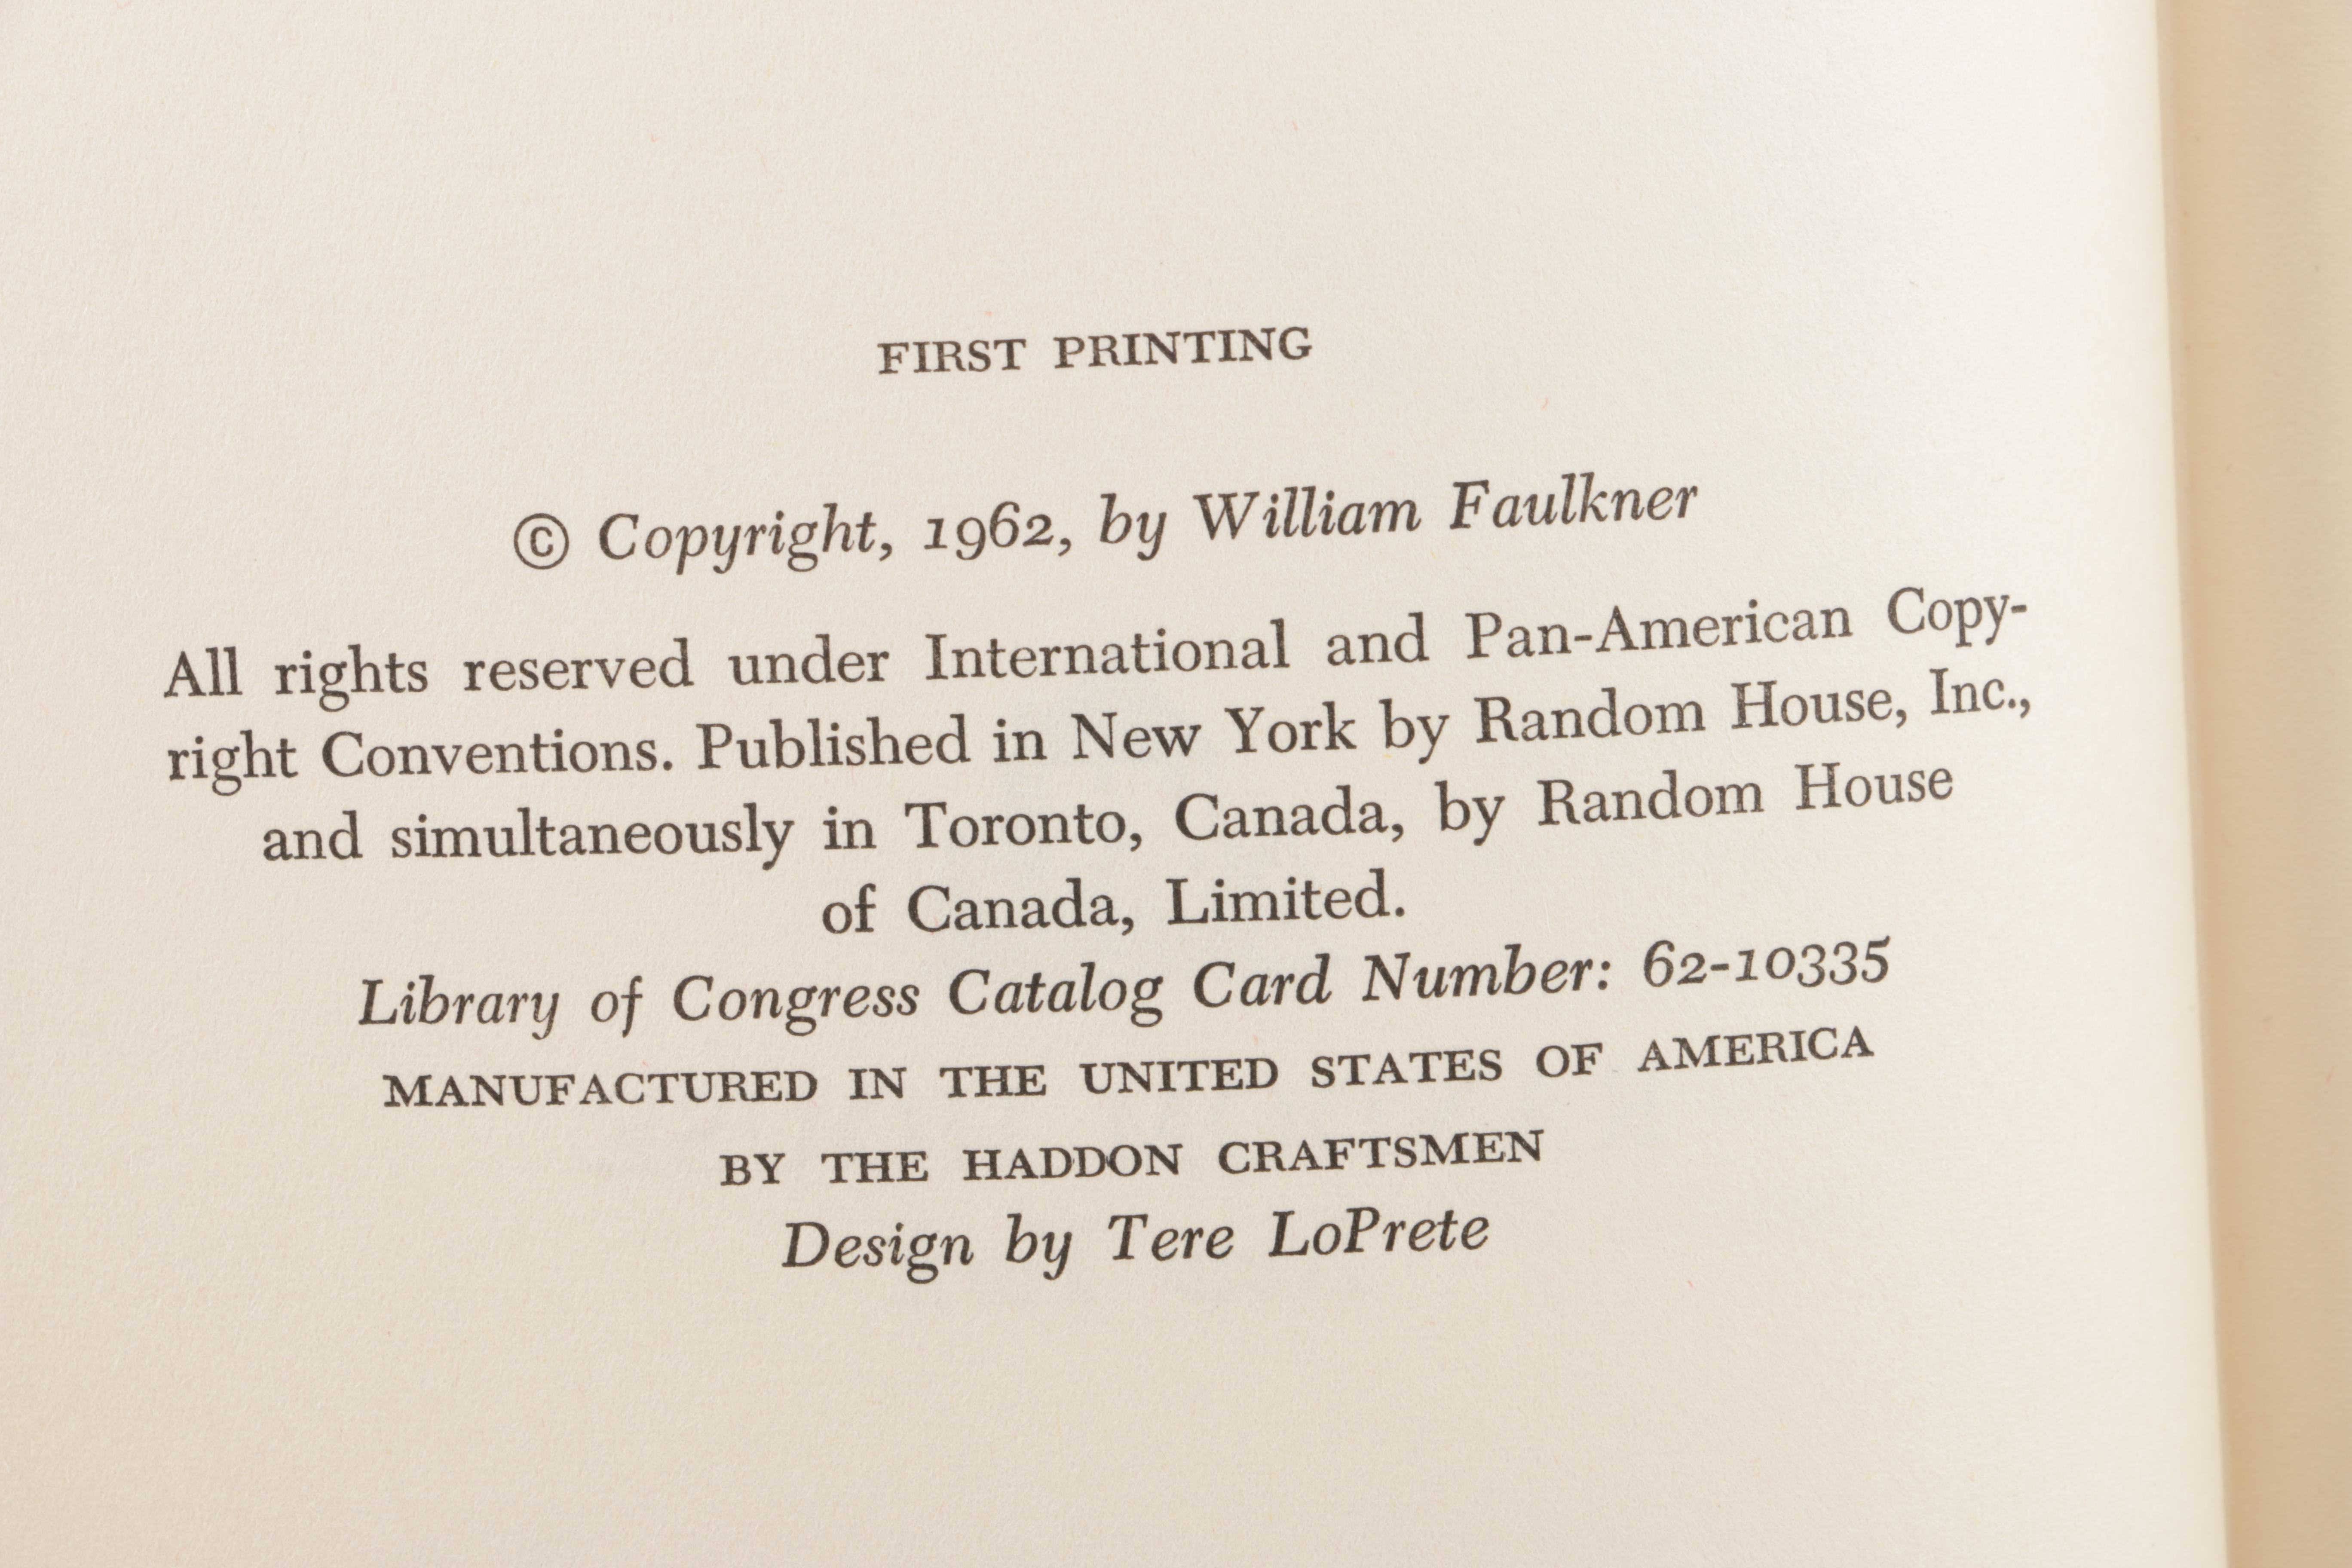 FIRST PRINTING
© Copyright, 1962, by William Faulkner
All rights reserved under International and Pan-American Copy-
right Conventions. Published in New York by Random House, Inc.,
and simultaneously in Toronto, Canada, by Random House
of Canada, Limited.
Library of Congress Catalog Card Number: 62-10335
MANUFACTURED IN THE UNITED STATES OF AMERICA
BY THE HADDON CRAFTSMEN
Design by Tere LoPrete